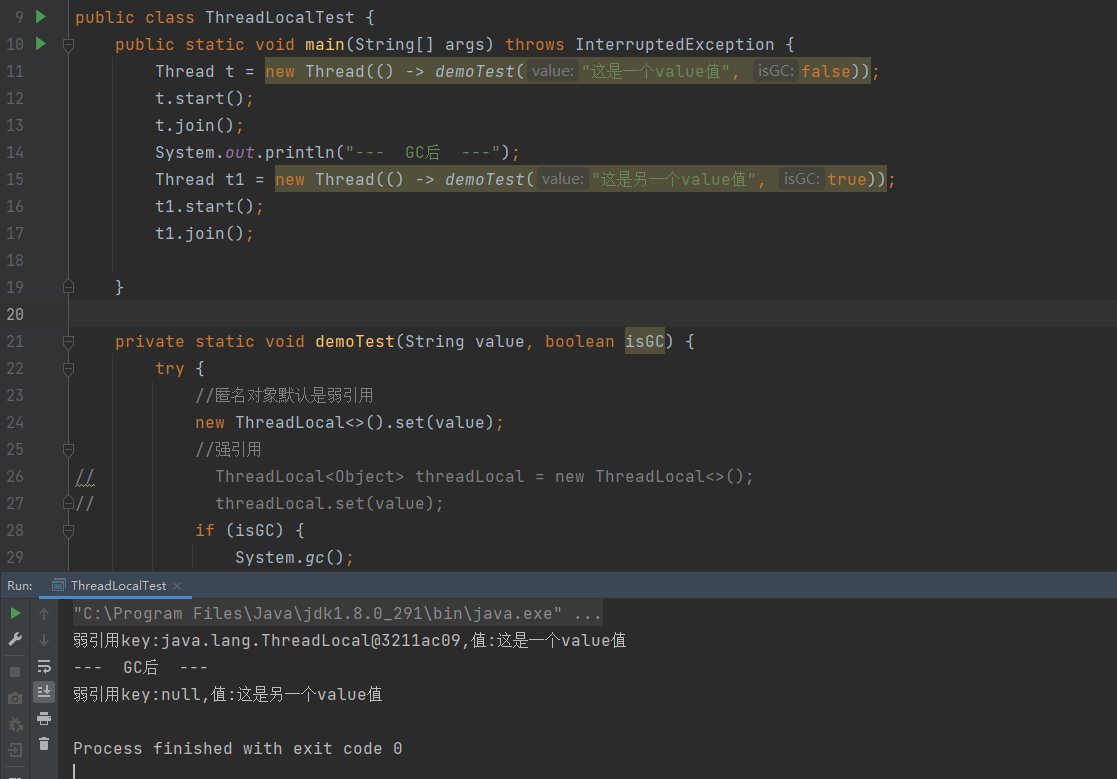 9 public class ThreadLocalTest {
10 public static void main(String[] args) throws InterruptedException {
11 Thread t = new Thread(() -> demoTest( value: "这是一个value值", isGC: false));
12 t.start();
13 t.join();
14 System.out.println("---  GC后  ---");
15 Thread t1 = new Thread(() -> demoTest( value: "这是另一个value值", isGC: true));
16 t1.start();
17 t1.join();
18
19 }
20
21 private static void demoTest(String value, boolean isGC) {
22 try {
23 //匿名对象默认是弱引用
24 new ThreadLocal<>().set(value);
25 //强引用
26 // ThreadLocal<Object> threadLocal = new ThreadLocal<>();
27 // threadLocal.set(value);
28 if (isGC) {
29 System.gc();
Run: ThreadLocalTest ×
"C:\Program Files\Java\jdk1.8.0_291\bin\java.exe" ...
弱引用key:java.lang.ThreadLocal@3211ac09,值:这是一个value值
---  GC后  ---
弱引用key:null,值:这是另一个value值
Process finished with exit code 0